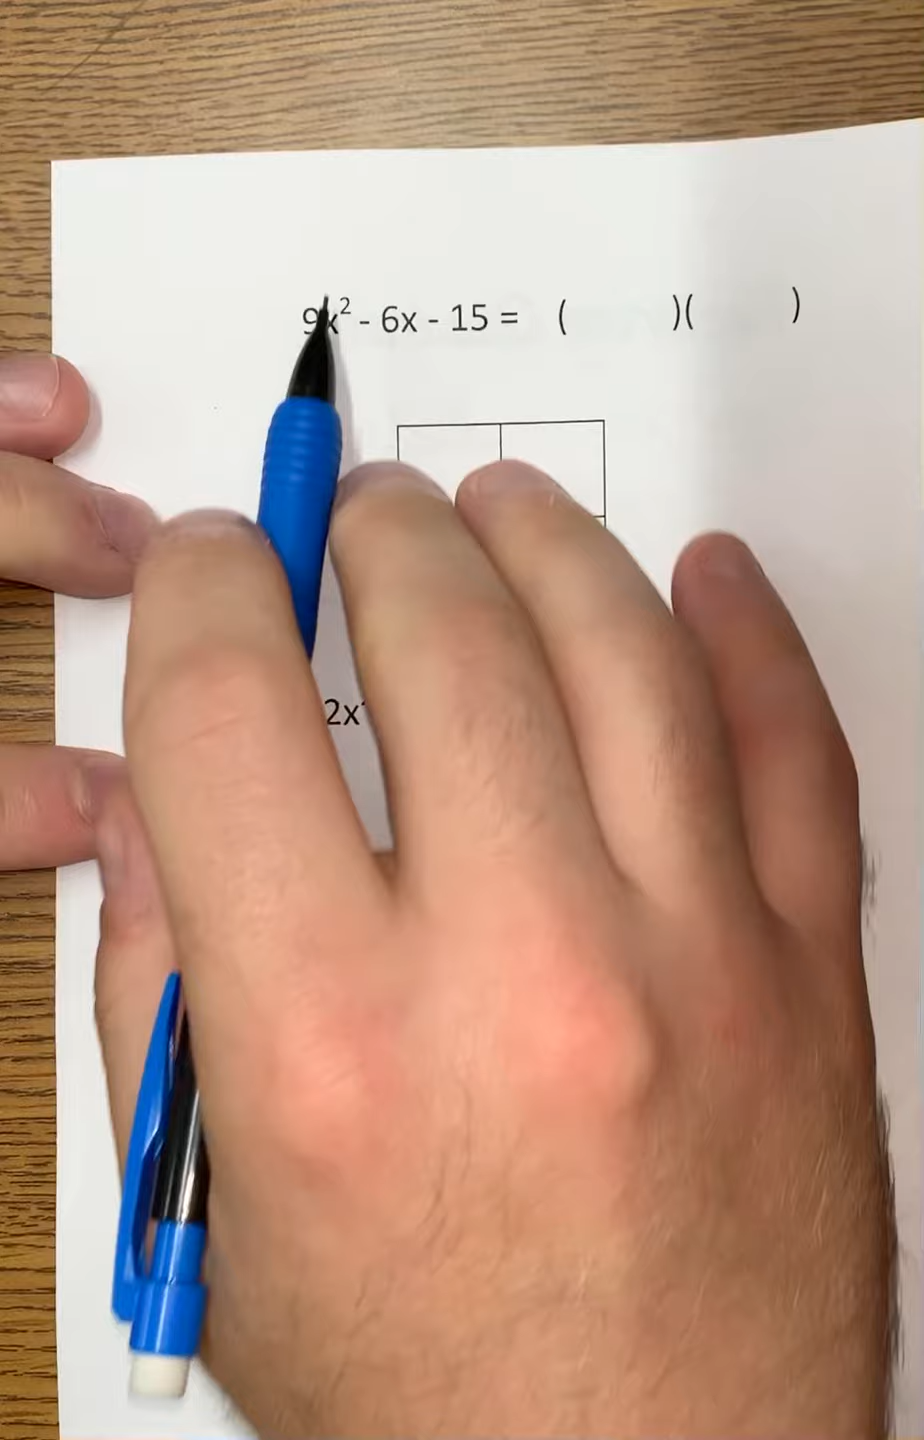 9x² - 6x - 15 = ( )( )
2x